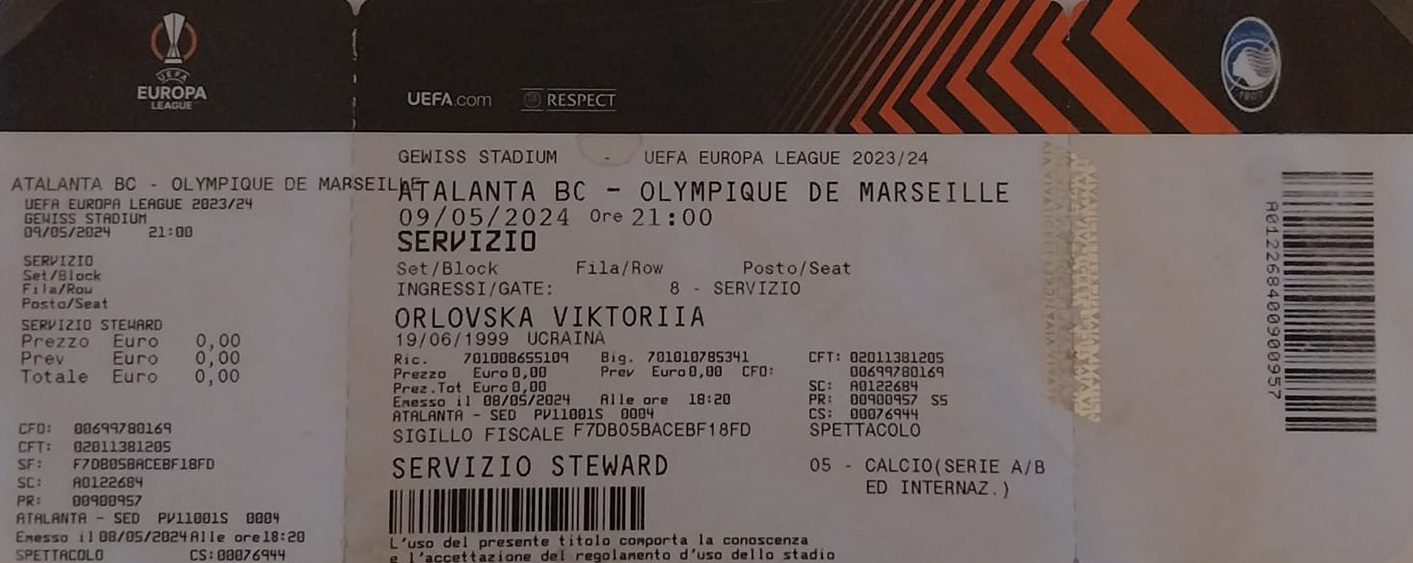 UEFA
EUROPA
LEAGUE
ATALANTA BC - OLYMPIQUE DE MARSEILLE
UEFA EUROPA LEAGUE 2023/24
GEWISS STADIUM
09/05/2024 21:00
SERVIZIO
Set/Block
Fila/Row
Posto/Seat
SERVIZIO STEWARD
Prezzo Euro 0,00
Prev Euro 0,00
Totale Euro 0,00
CFO: 00699780169
CFT: 02011381205
SF: F7DB05BACEBF18FD
SC: A0122684
PR: 00900957
ATALANTA - SED PV11001S 0004
Emesso il 08/05/2024 Alle ore 18:20
SPETTACOLO CS: 00076944
UEFA.com RESPECT
GEWISS STADIUM - UEFA EUROPA LEAGUE 2023/24
ATALANTA BC - OLYMPIQUE DE MARSEILLE
09/05/2024 Ore 21:00
SERVIZIO
Set/Block Fila/Row Posto/Seat
INGRESSI/GATE: 8 - SERVIZIO
ORLOVSKA VIKTORIIA
19/06/1999 UCRAINA
Ric. 701008655109 Big. 701010785341 CFT: 02011381205
Prezzo Euro 0,00 Prev Euro 0,00 CFO: 00699780169
Prez.Tot Euro 0,00 SC: A0122684
Emesso il 08/05/2024 Alle ore 18:20 PR: 00900957 S5
ATALANTA - SED PV11001S 0004 CS: 00076944
SIGILLO FISCALE F7DB05BACEBF18FD SPETTACOLO
SERVIZIO STEWARD 05 - CALCIO(SERIE A/B
ED INTERNAZ.)
L'uso del presente titolo comporta la conoscenza
e l'accettazione del regolamento d'uso dello stadio
1907
A012268400900957